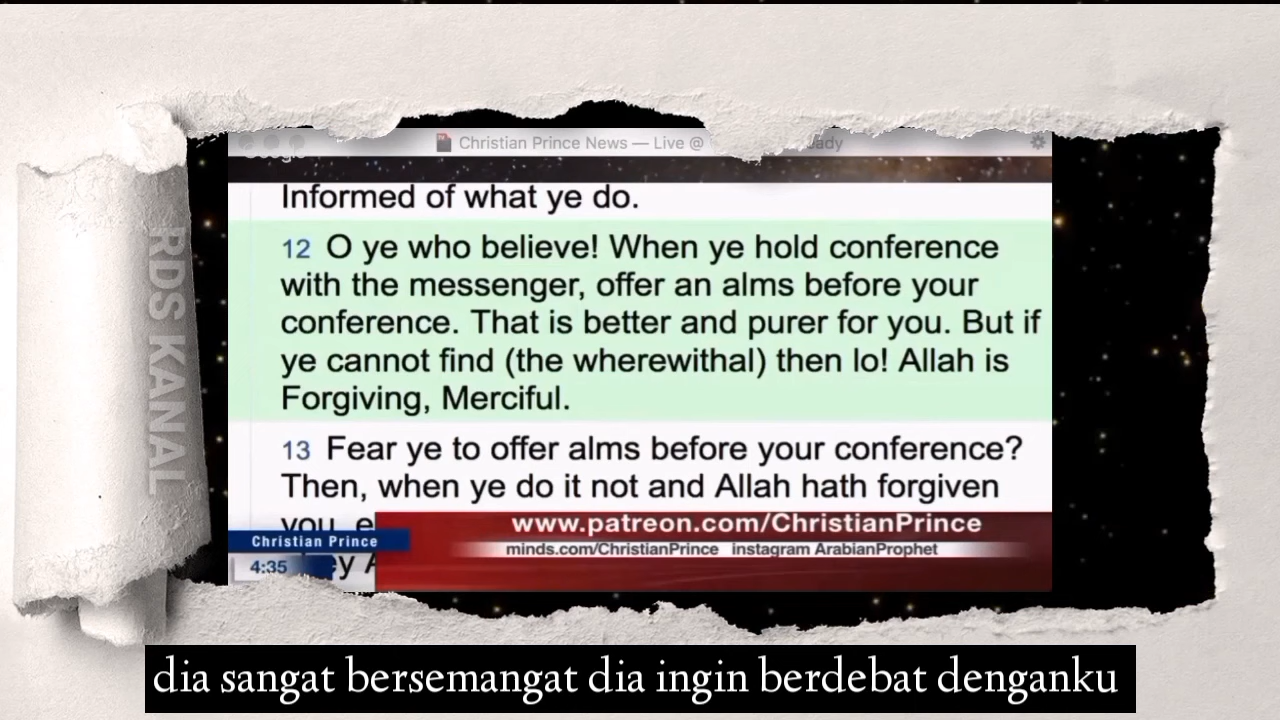 Christian Prince News — Live @
Informed of what ye do.
12 O ye who believe! When ye hold conference
with the messenger, offer an alms before your
conference. That is better and purer for you. But if
ye cannot find (the wherewithal) then lo! Allah is
Forgiving, Merciful.
13 Fear ye to offer alms before your conference?
Then, when ye do it not and Allah hath forgiven
www.patreon.com/ChristianPrince
Christian Prince
minds.com/ChristianPrince instagram ArabianProphet
4:35
RDS KANAL
dia sangat bersemangat dia ingin berdebat denganku